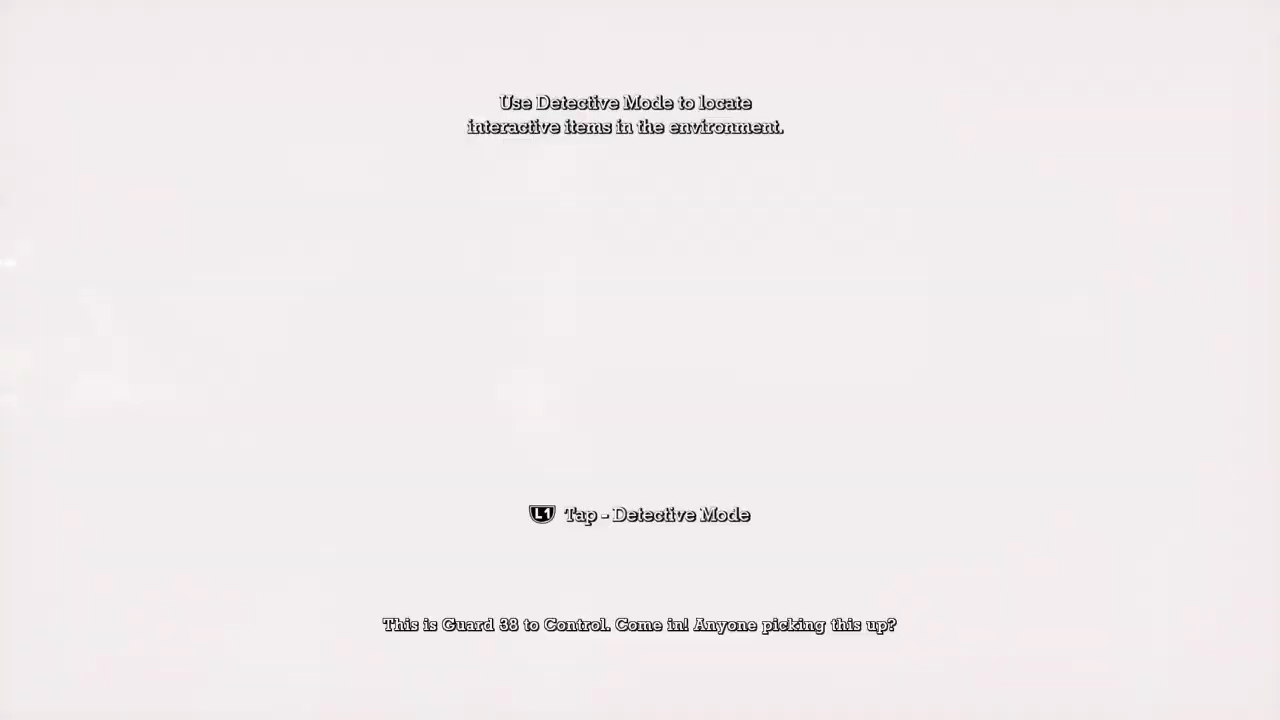 Use Detective Mode to locate
interactive items in the environment.
L1 Tap - Detective Mode
This is Guard 38 to Control. Come in! Anyone picking this up?